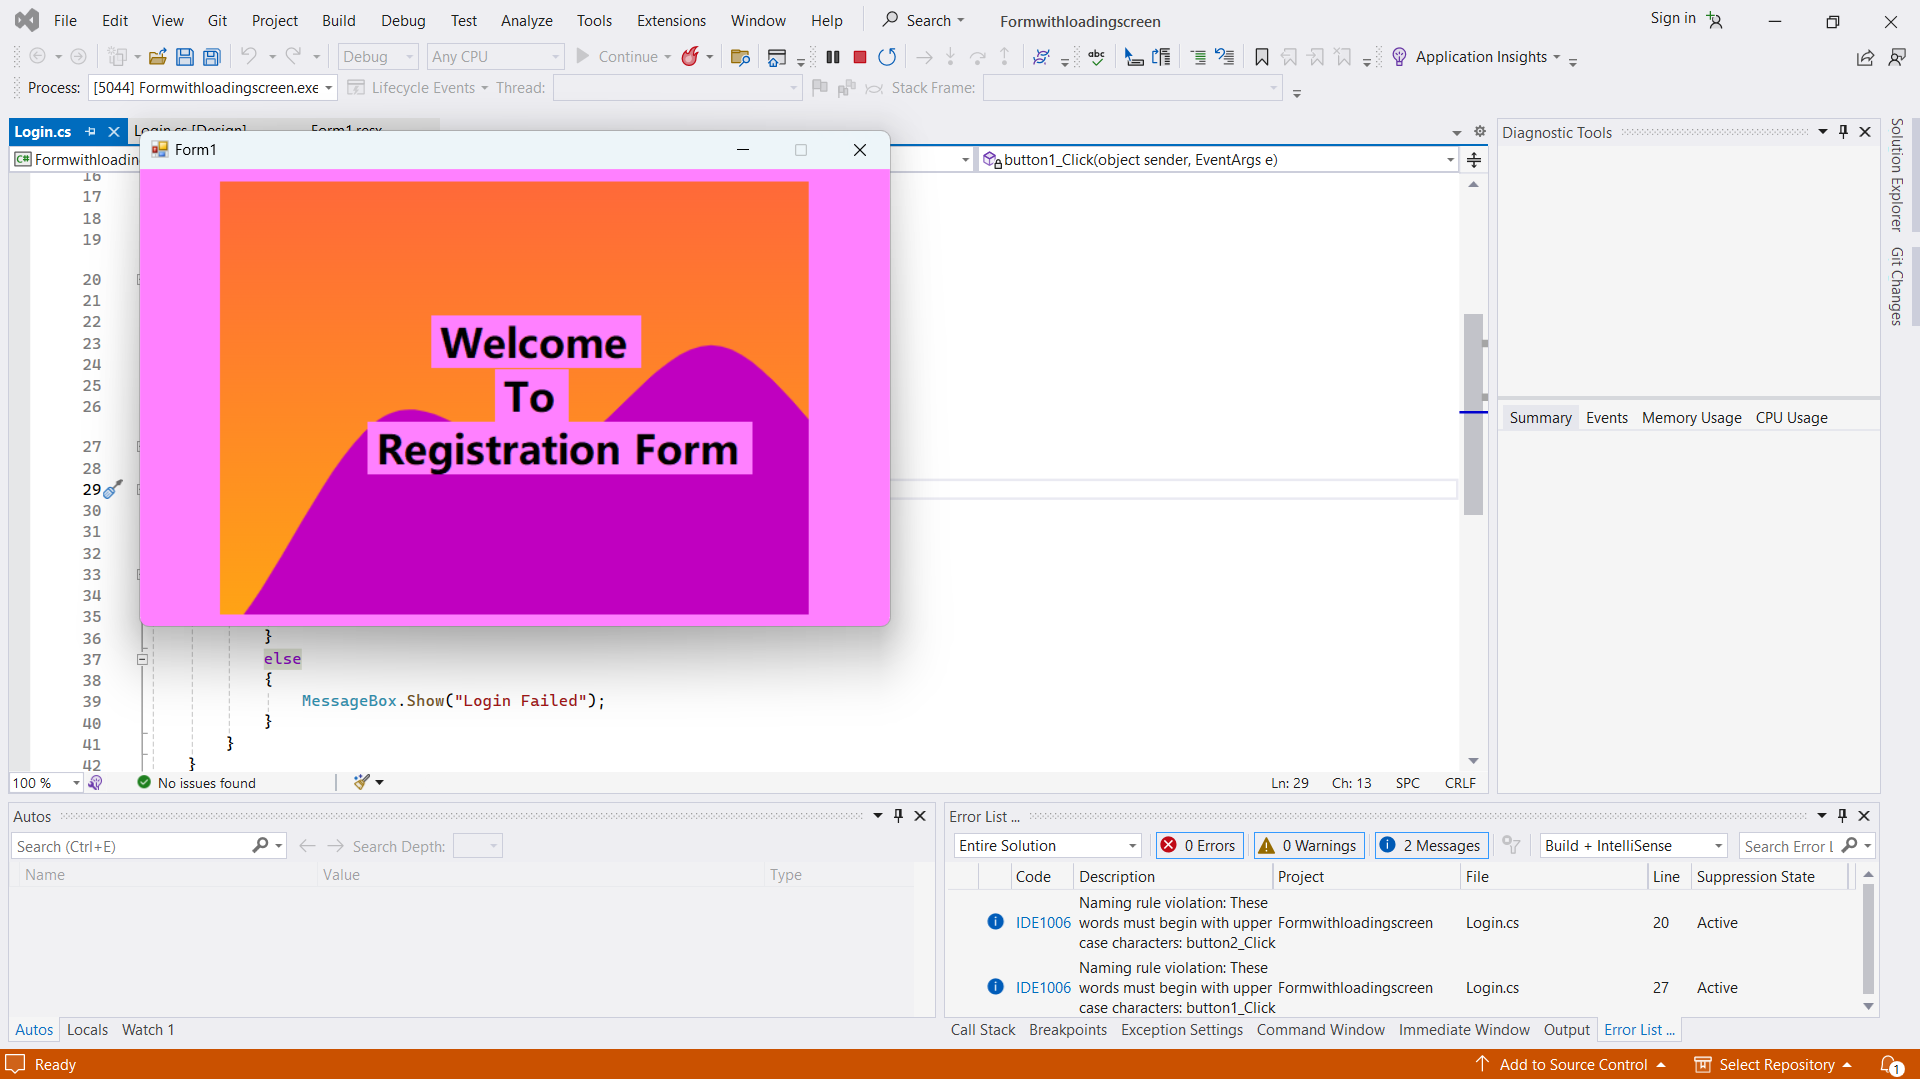 File Edit View Git Project Build Debug Test Analyze Tools Extensions Window Help Search Formwithloadingscreen Sign in
Debug Any CPU Continue Application Insights
Process: [5044] Formwithloadingscreen.exe Lifecycle Events Thread: Stack Frame:
Login.cs Login.cs [Design] Form1.resx
Formwithloadin button1_Click(object sender, EventArgs e)
Form1
Welcome
To
Registration Form
16
17
18
19
20
21
22
23
24
25
26
27
28
29
30
31
32
33
34
35
36 }
37 else
38 {
39 MessageBox.Show("Login Failed");
40 }
41 }
42 }
100 % No issues found Ln: 29 Ch: 13 SPC CRLF
Diagnostic Tools
Summary Events Memory Usage CPU Usage
Solution Explorer
Git Changes
Autos
Search (Ctrl+E) Search Depth:
Name Value Type
Autos Locals Watch 1
Error List ...
Entire Solution 0 Errors 0 Warnings 2 Messages Build + IntelliSense Search Error L
Code Description Project File Line Suppression State
IDE1006 Naming rule violation: These words must begin with upper case characters: button2_Click Formwithloadingscreen Login.cs 20 Active
IDE1006 Naming rule violation: These words must begin with upper case characters: button1_Click Formwithloadingscreen Login.cs 27 Active
Call Stack Breakpoints Exception Settings Command Window Immediate Window Output Error List ...
Ready Add to Source Control Select Repository 1